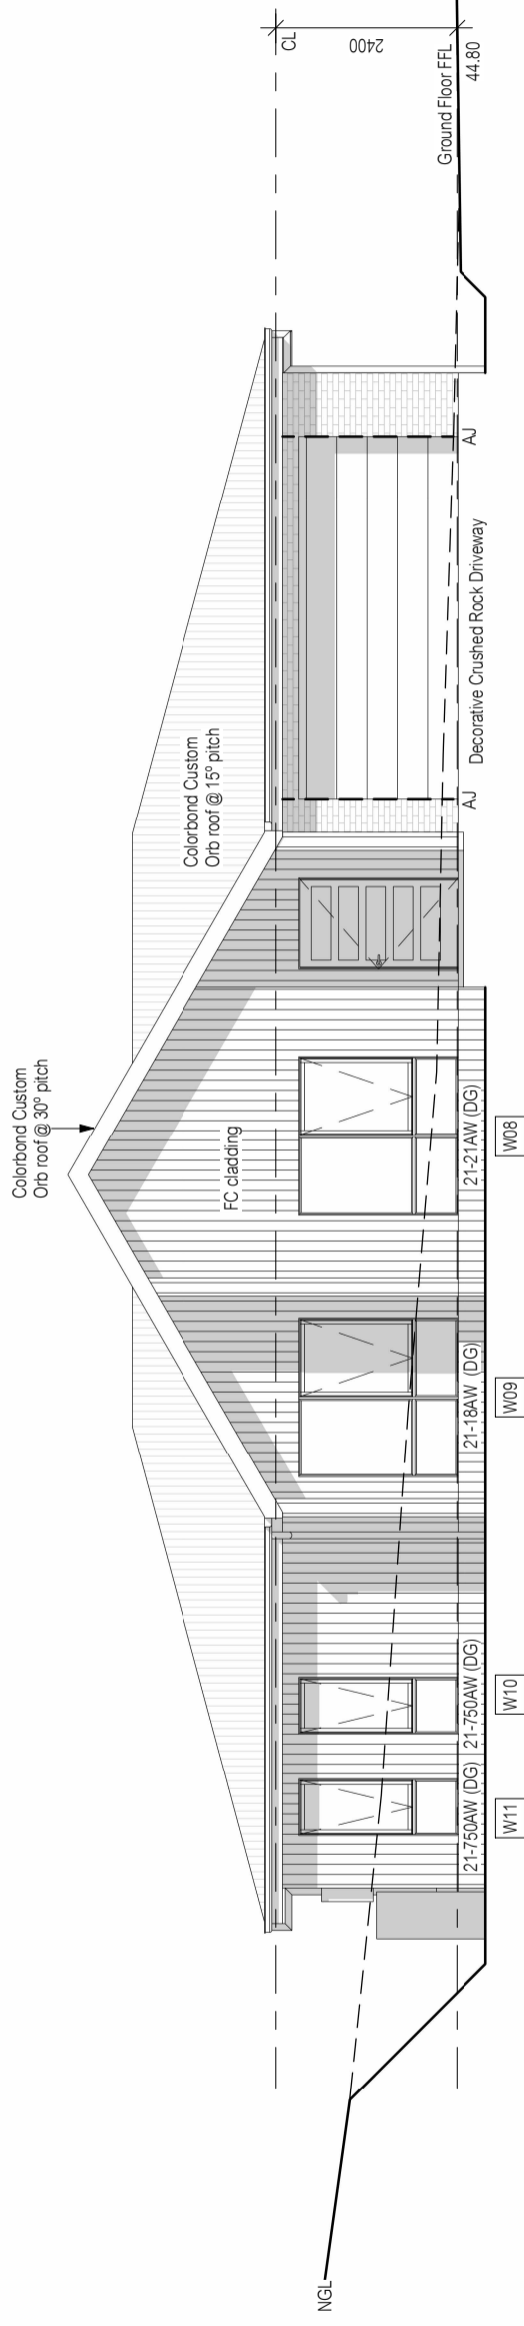 Colorbond Custom
Orb roof @ 30º pitch
Colorbond Custom
Orb roof @ 15º pitch
FC cladding
CL
2400
Ground Floor FFL
44.80
NGL
AJ
AJ
Decorative Crushed Rock Driveway
21-750AW (DG)
21-750AW (DG)
21-18AW (DG)
21-21AW (DG)
W11
W10
W09
W08